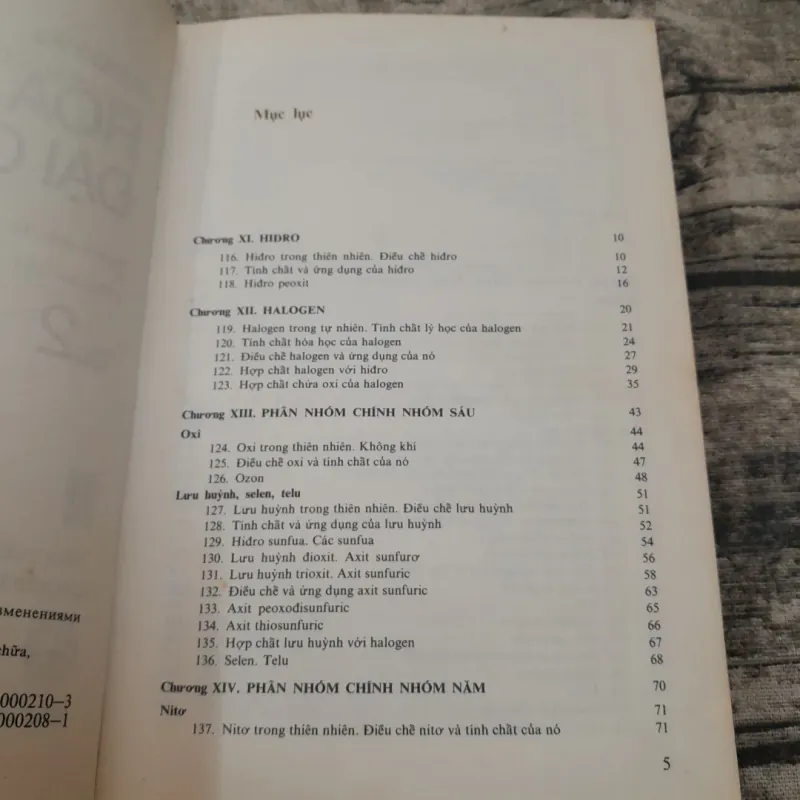 Mục lục
Chương XI. HIDRO 10
116. Hiđro trong thiên nhiên. Điều chế hiđro 10
117. Tính chất và ứng dụng của hiđro 12
118. Hiđro peoxit 16
Chương XII. HALOGEN 20
119. Halogen trong tự nhiên. Tính chất lý học của halogen 21
120. Tính chất hóa học của halogen 24
121. Điều chế halogen và ứng dụng của nó 27
122. Hợp chất halogen với hiđro 29
123. Hợp chất chứa oxi của halogen 35
Chương XIII. PHÂN NHÓM CHÍNH NHÓM SÁU 43
Oxi 44
124. Oxi trong thiên nhiên. Không khí 44
125. Điều chế oxi và tính chất của nó 47
126. Ozon 48
Lưu huỳnh, selen, telu 51
127. Lưu huỳnh trong thiên nhiên. Điều chế lưu huỳnh 51
128. Tính chất và ứng dụng của lưu huỳnh 52
129. Hiđro sunfua. Các sunfua 54
130. Lưu huỳnh đioxit. Axit sunfurơ 56
131. Lưu huỳnh trioxit. Axit sunfuric 58
132. Điều chế và ứng dụng axit sunfuric 63
133. Axit peoxodisunfuric 65
134. Axit thiosunfuric 66
135. Hợp chất lưu huỳnh với halogen 67
136. Selen. Telu 68
Chương XIV. PHÂN NHÓM CHÍNH NHÓM NĂM 70
Nitơ 71
137. Nitơ trong thiên nhiên. Điều chế nitơ và tính chất của nó 71
5
изменениями
chữa,
000210-3
000208-1